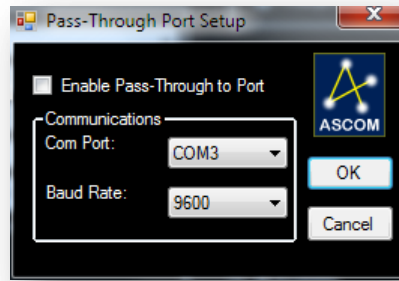 Pass-Through Port Setup
Enable Pass-Through to Port
Communications
Com Port:
COM3
Baud Rate:
9600
ASCOM
OK
Cancel